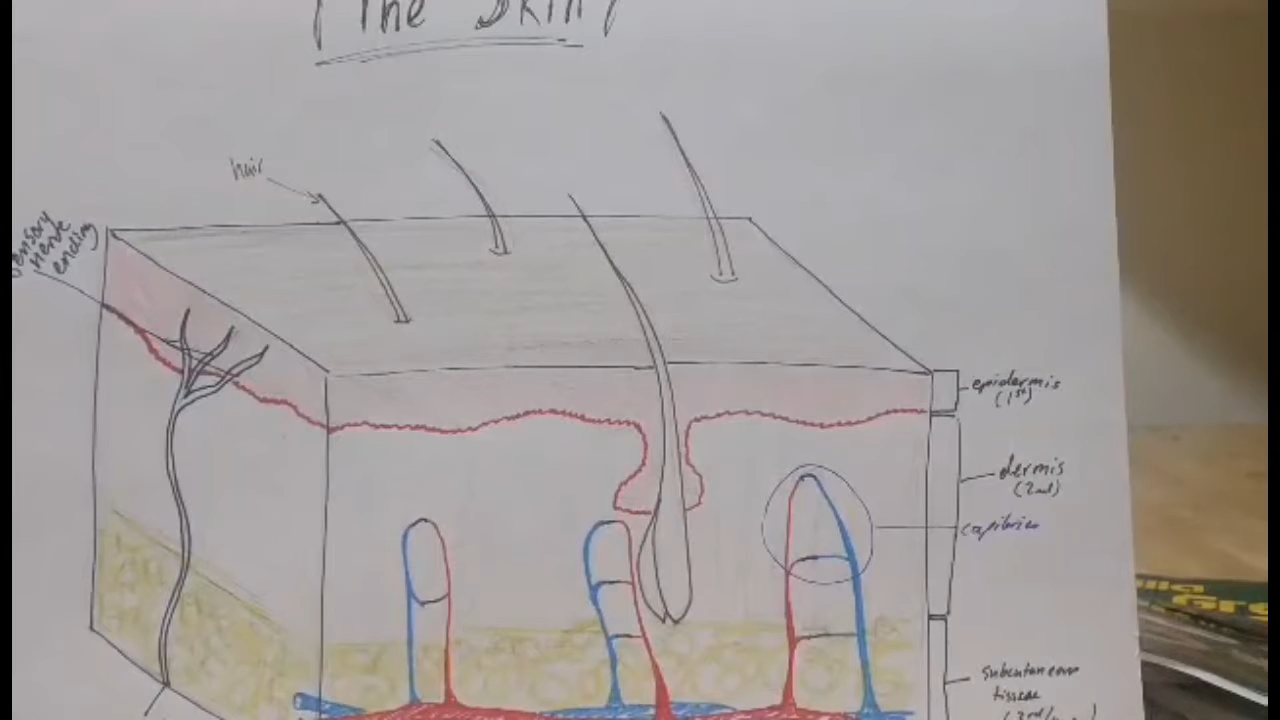 The Skin
hair
sensory
nerve
ending
epidermis
(1st)
dermis
(2nd)
capillaries
subcutaneous
tissue